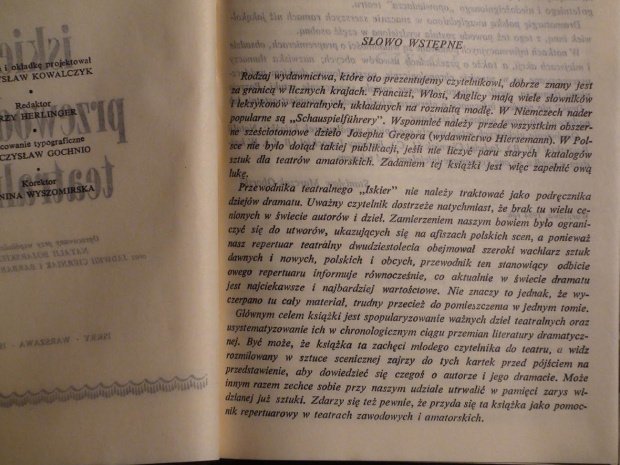 ą i okładkę projektował
YSŁAW KOWALCZYK
Redaktor
RZY HERLINGER
cowanie typograficzne
CZYSŁAW GOCHNIO
Korektor
NINA WYSZOMIRSKA
SŁOWO WSTĘPNE
Rodzaj wydawnictwa, które oto prezentujemy czytelnikowi, dobrze znany jest
za granicą w licznych krajach. Francuzi, Włosi, Anglicy mają wiele słowników
i leksykonów teatralnych, układanych na rozmaitą modłę. W Niemczech nader
popularne są „Schauspielführery”. Wspomnieć należy przede wszystkim obszer-
ne sześciotomowe dzieło Josepha Gregora (wydawnictwo Hiersemann). W Pol-
sce nie było dotąd takiej publikacji, jeśli nie liczyć paru starych katalogów
sztuk dla teatrów amatorskich. Zadaniem tej książki jest więc zapełnić ową
lukę.
Przewodnika teatralnego „Iskier” nie należy traktować jako podręcznika
dziejów dramatu. Uważny czytelnik dostrzeże natychmiast, że brak tu wielu ce-
nionych w świecie autorów i dzieł. Zamierzeniem naszym bowiem było ograni-
czyć się do utworów, ukazujących się na afiszach polskich scen, a ponieważ
nasz repertuar teatralny dwudziestolecia obejmował szeroki wachlarz sztuk
dawnych i nowych, polskich i obcych, przewodnik ten stanowiący odbicie
owego repertuaru informuje równocześnie, co aktualnie w świecie dramatu
jest najciekawsze i najbardziej wartościowe. Nie znaczy to jednak, że wy-
czerpano tu cały materiał, trudny przecież do pomieszczenia w jednym tomie.
Głównym celem książki jest spopularyzowanie ważnych dzieł teatralnych oraz
usystematyzowanie ich w chronologicznym ciągu przemian literatury dramatycz-
nej. Być może, że książka ta zachęci młodego czytelnika do teatru, a widz
rozmiłowany w sztuce scenicznej zajrzy do tych kartek przed pójściem na
przedstawienie, aby dowiedzieć się czegoś o autorze i jego dramacie. Może
innym razem zechce sobie przy naszym udziale utrwalić w pamięci zarys wi-
dzianej już sztuki. Zdarzy się też pewnie, że przyda się ta książka jako pomoc-
nik repertuarowy w teatrach zawodowych i amatorskich.